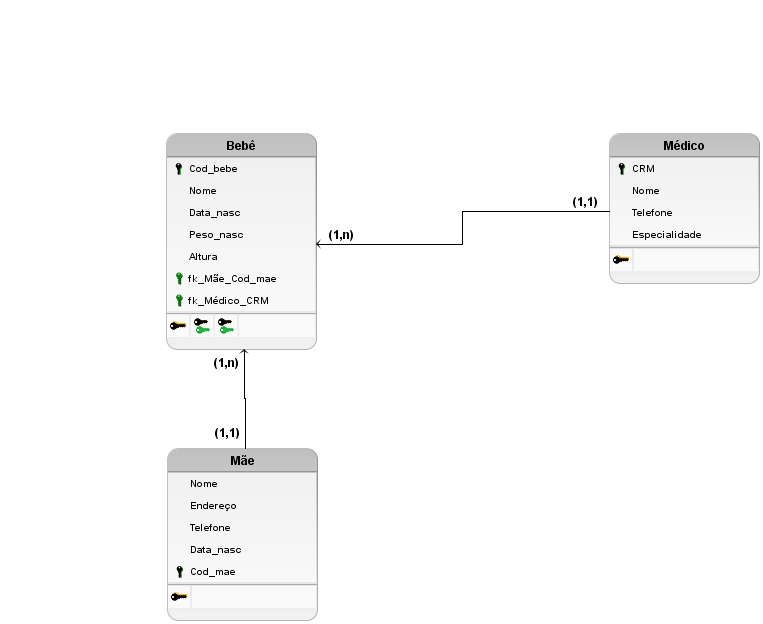 Bebê
Cod_bebe
Nome
Data_nasc
Peso_nasc
Altura
fk_Mãe_Cod_mae
fk_Médico_CRM
(1,n)
(1,1)
Médico
CRM
Nome
Telefone
Especialidade
(1,n)
(1,1)
Mãe
Nome
Endereço
Telefone
Data_nasc
Cod_mae